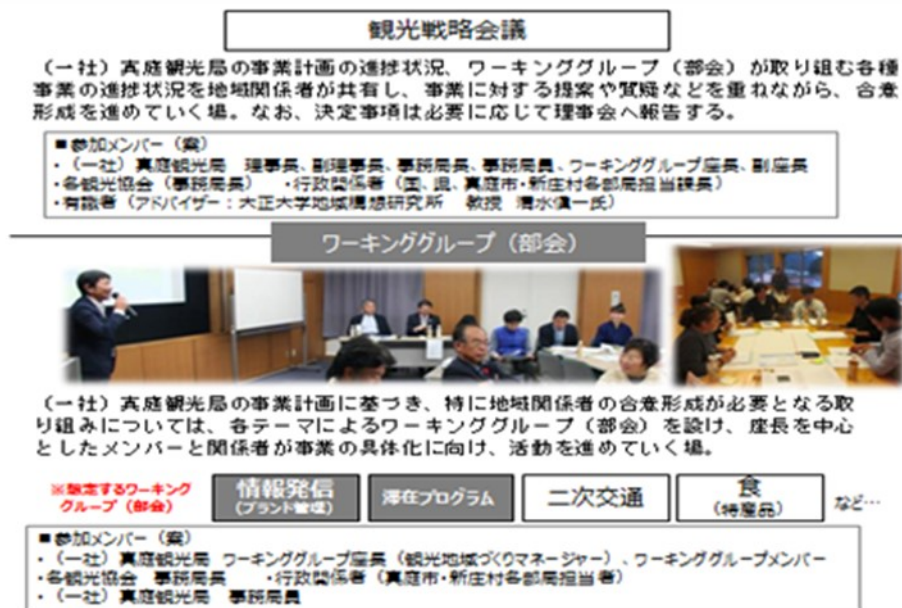 観光戦略会議
（一社）真庭観光局の事業計画の進捗状況、ワーキンググループ（部会）が取り組む各種
事業の進捗状況を地域関係者が共有し、事業に対する提案や質疑などを重ねながら、合意
形成を進めていく場。なお、決定事項は必要に応じて理事会へ報告する。
■参加メンバー（案）
・（一社）真庭観光局　理事長、副理事長、事務局長、事務局員、ワーキンググループ座長、副座長
・各観光協会（事務局長）　・行政関係者（国、県、真庭市・新庄村各部局担当課長）
・有識者（アドバイザー：大正大学地域構想研究所　教授　清水愼一氏）
ワーキンググループ（部会）
（一社）真庭観光局の事業計画に基づき、特に地域関係者の合意形成が必要となる取
り組みについては、各テーマによるワーキンググループ（部会）を設け、座長を中心
としたメンバーと関係者が事業の具体化に向け、活動を進めていく場。
※想定するワーキング
グループ（部会）
情報発信
（ブランド管理）
滞在プログラム
二次交通
食
（特産品）
など…
■参加メンバー（案）
・（一社）真庭観光局　ワーキンググループ座長（観光地域づくりマネージャー）、ワーキンググループメンバー
・各観光協会　事務局長　・行政関係者（真庭市・新庄村各部局担当者）
・（一社）真庭観光局　事務局員